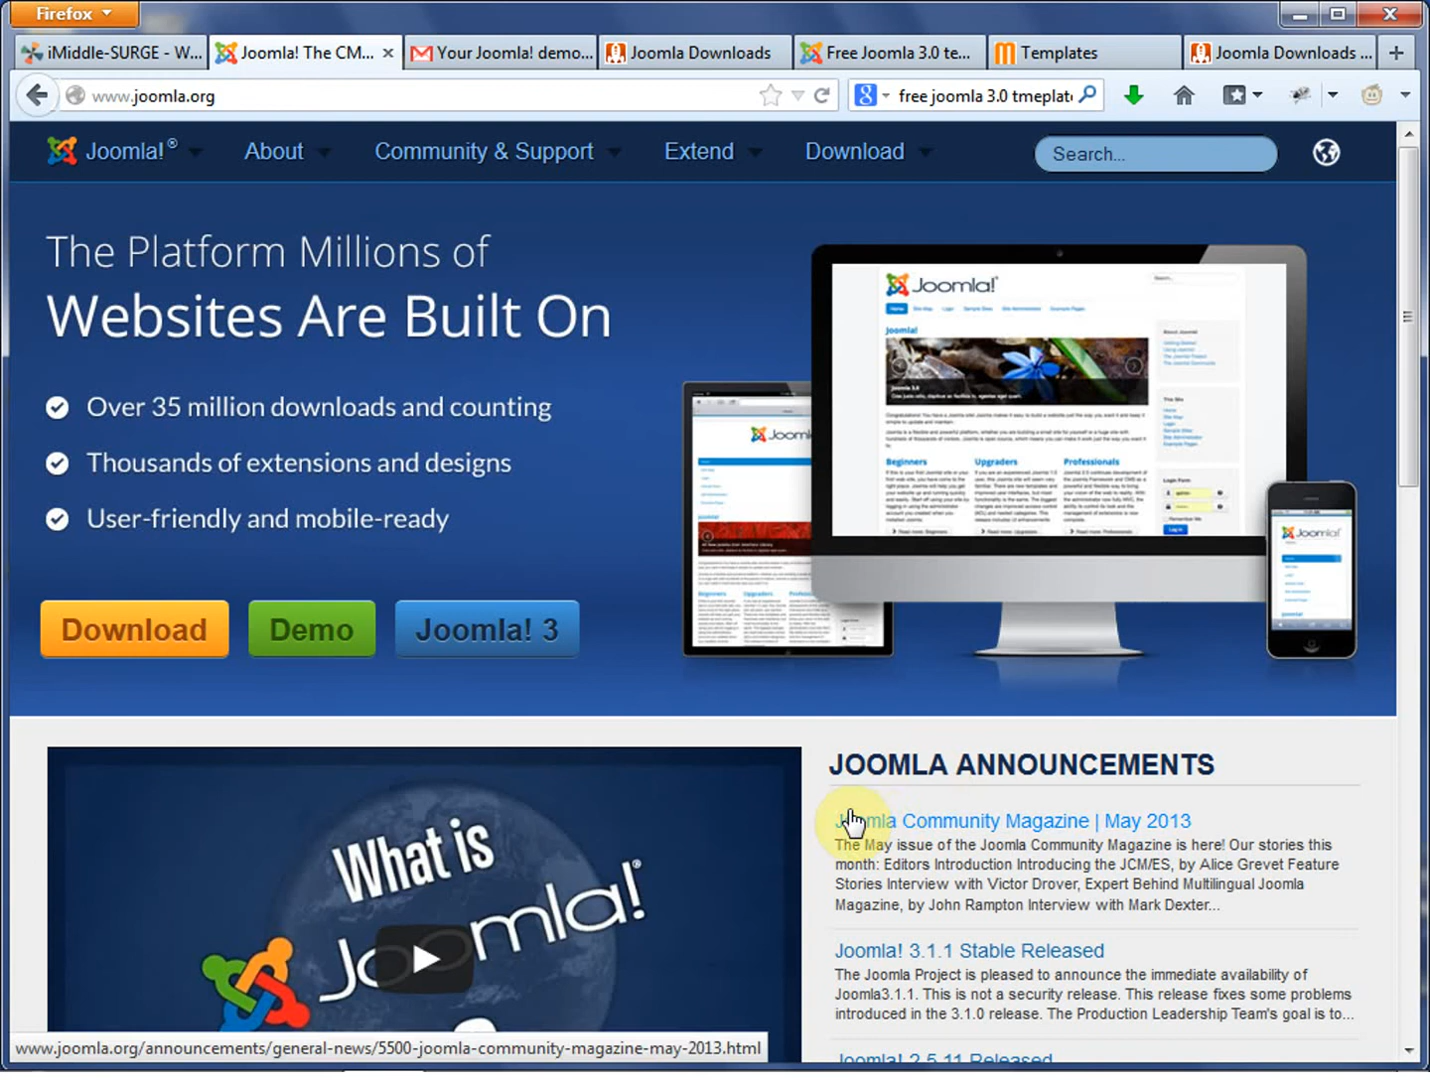 Firefox
iMiddle-SURGE - W...
Joomla! The CM...
Your Joomla! demo...
Joomla Downloads
Free Joomla 3.0 te...
Templates
Joomla Downloads ...
www.joomla.org
free joomla 3.0 tmeplat
Joomla!®
About
Community & Support
Extend
Download
Search...
The Platform Millions of
Websites Are Built On
Over 35 million downloads and counting
Thousands of extensions and designs
User-friendly and mobile-ready
Download
Demo
Joomla! 3
Joomla!
Joomla!
Beginners
Upgraders
Professionals
JOOMLA ANNOUNCEMENTS
Joomla Community Magazine | May 2013
The May issue of the Joomla Community Magazine is here! Our stories this
month: Editors Introduction Introducing the JCM/ES, by Alice Grevet Feature
Stories Interview with Victor Drover, Expert Behind Multilingual Joomla
Magazine, by John Rampton Interview with Mark Dexter...
Joomla! 3.1.1 Stable Released
The Joomla Project is pleased to announce the immediate availability of
Joomla3.1.1. This is not a security release. This release fixes some problems
introduced in the 3.1.0 release. The Production Leadership Team's goal is to...
Joomla! 2.5.11 Released
What is
Joomla!
www.joomla.org/announcements/general-news/5500-joomla-community-magazine-may-2013.html